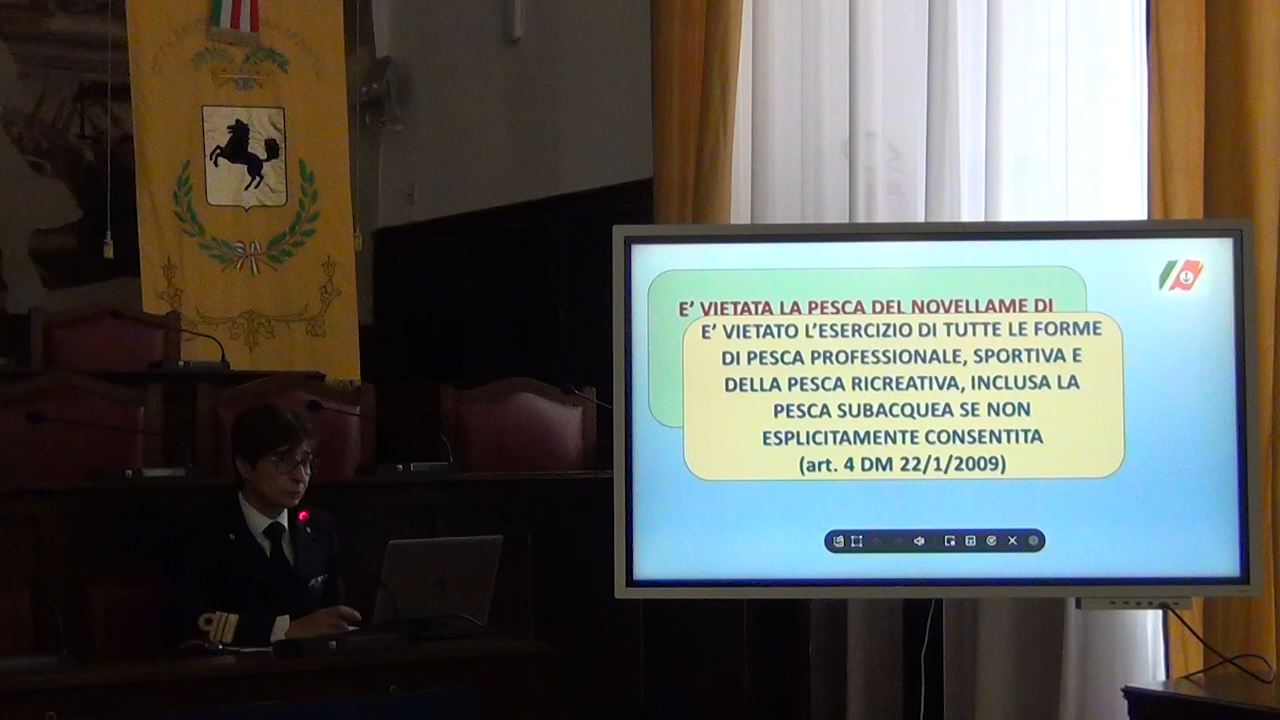 E' VIETATA LA PESCA DEL NOVELLAME DI
E' VIETATO L'ESERCIZIO DI TUTTE LE FORME
DI PESCA PROFESSIONALE, SPORTIVA E
DELLA PESCA RICREATIVA, INCLUSA LA
PESCA SUBACQUEA SE NON
ESPLICITAMENTE CONSENTITA
(art. 4 DM 22/1/2009)